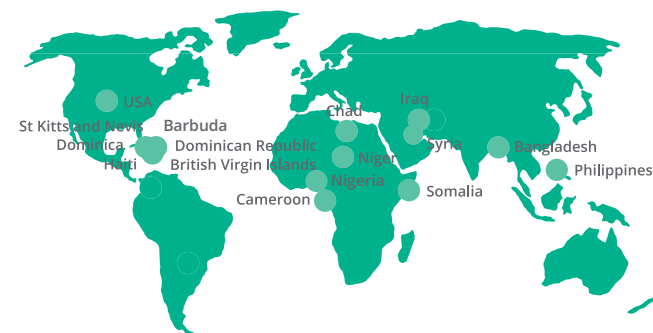 Iraq
USA
Chad
St Kitts and Nevis
Barbuda
Dominica
Dominican Republic
Syria
Bangladesh
Haiti
British Virgin Islands
Niger
Philippines
Nigeria
Somalia
Cameroon